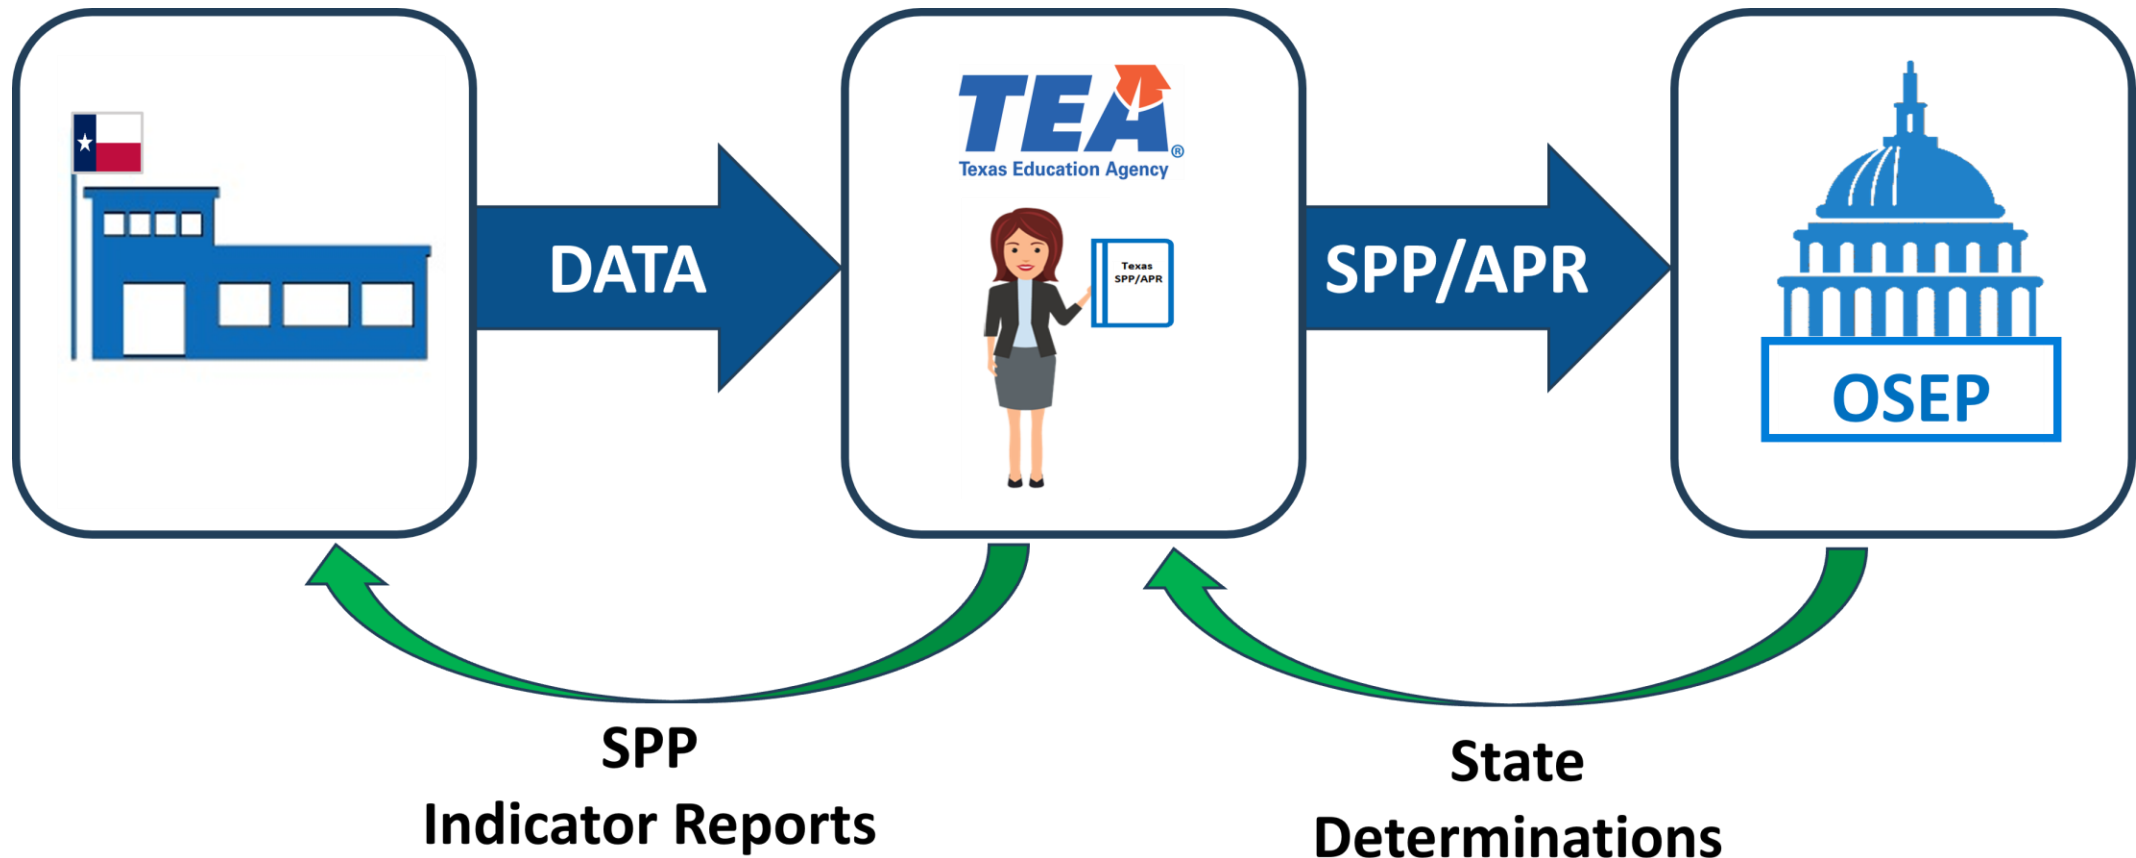 DATA
TEA®
Texas Education Agency
Texas
SPP/APR
SPP/APR
OSEP
SPP
Indicator Reports
State
Determinations